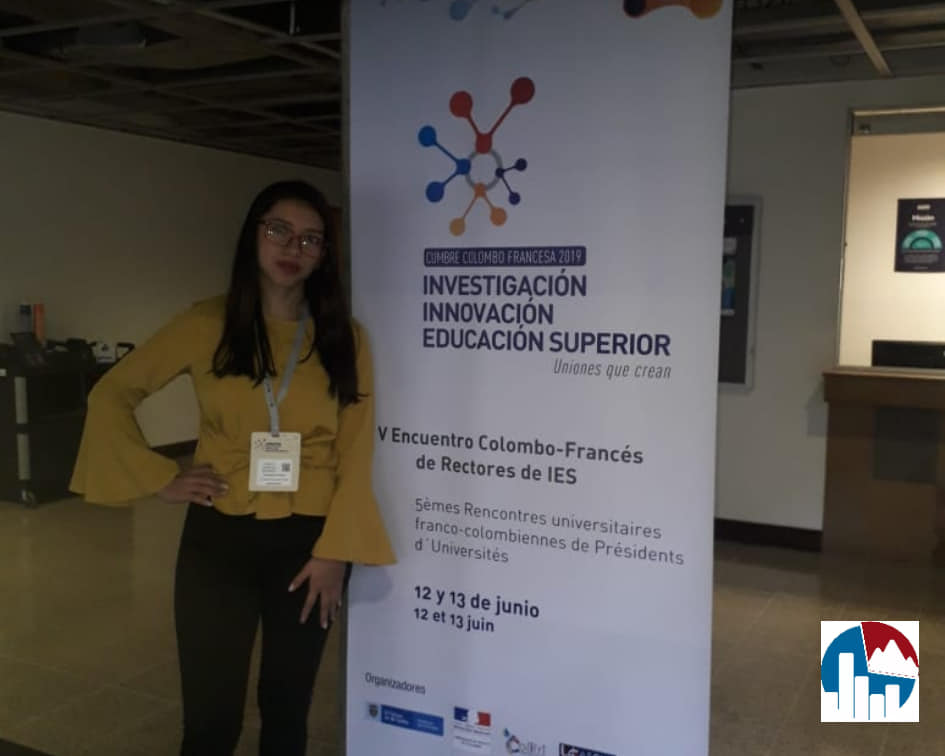 CUMBRE COLOMBO FRANCESA 2019
INVESTIGACIÓN
INNOVACIÓN
EDUCACIÓN SUPERIOR
Uniones que crean
V Encuentro Colombo-Francés
de Rectores de IES
5èmes Rencontres universitaires
franco-colombiennes de Présidents
d´Universités
12 y 13 de junio
12 et 13 juin
Organizadores